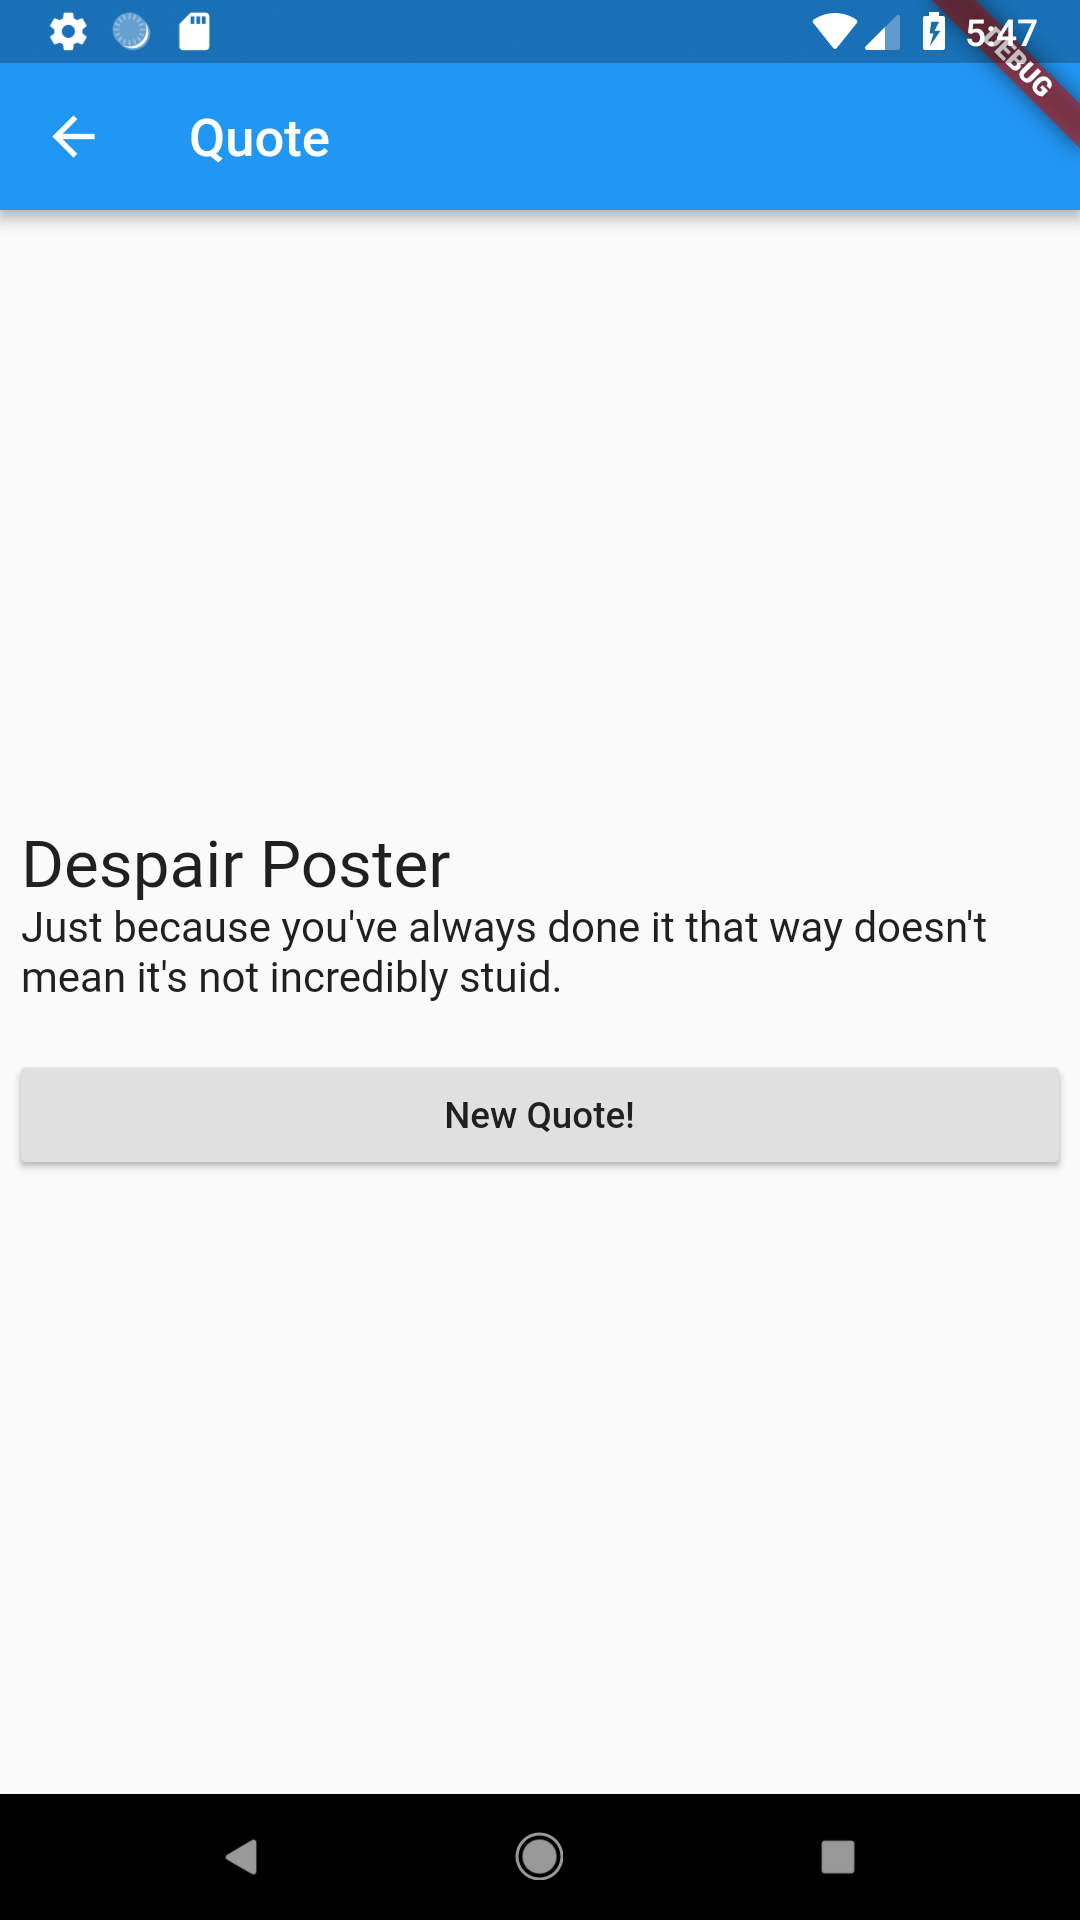 5:47
DEBUG
Quote
Despair Poster
Just because you've always done it that way doesn't
mean it's not incredibly stuid.
New Quote!